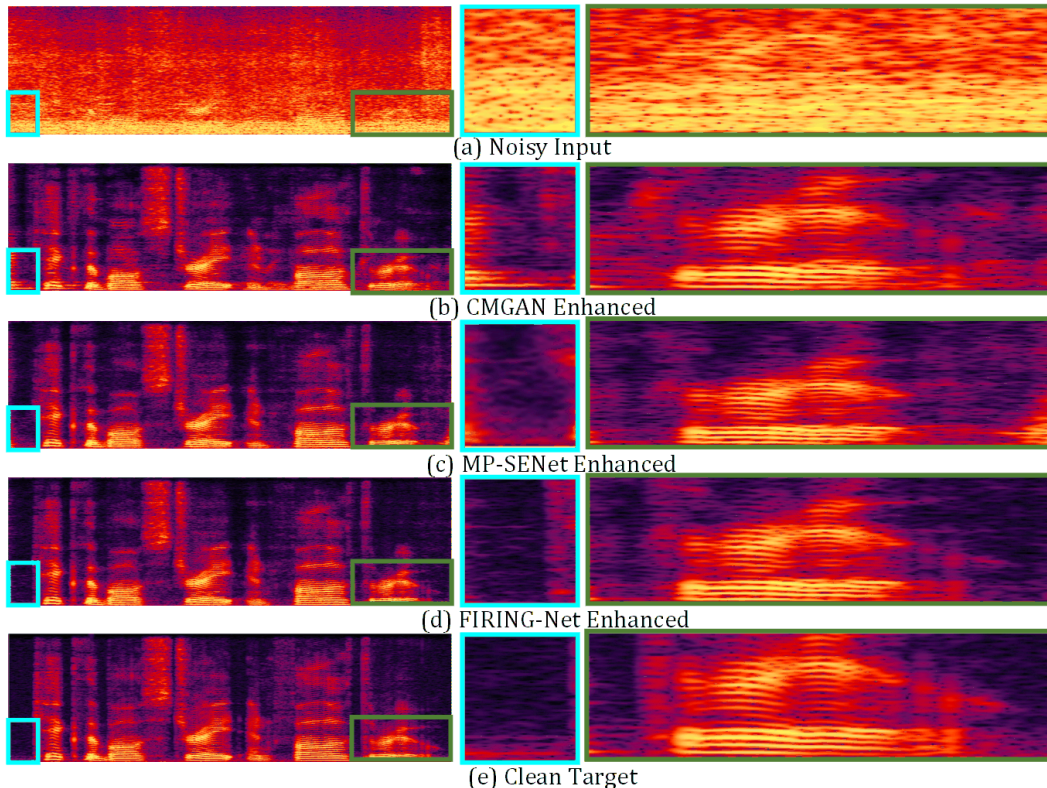 (a) Noisy Input
(b) CMGAN Enhanced
(c) MP-SENet Enhanced
(d) FIRING-Net Enhanced
(e) Clean Target